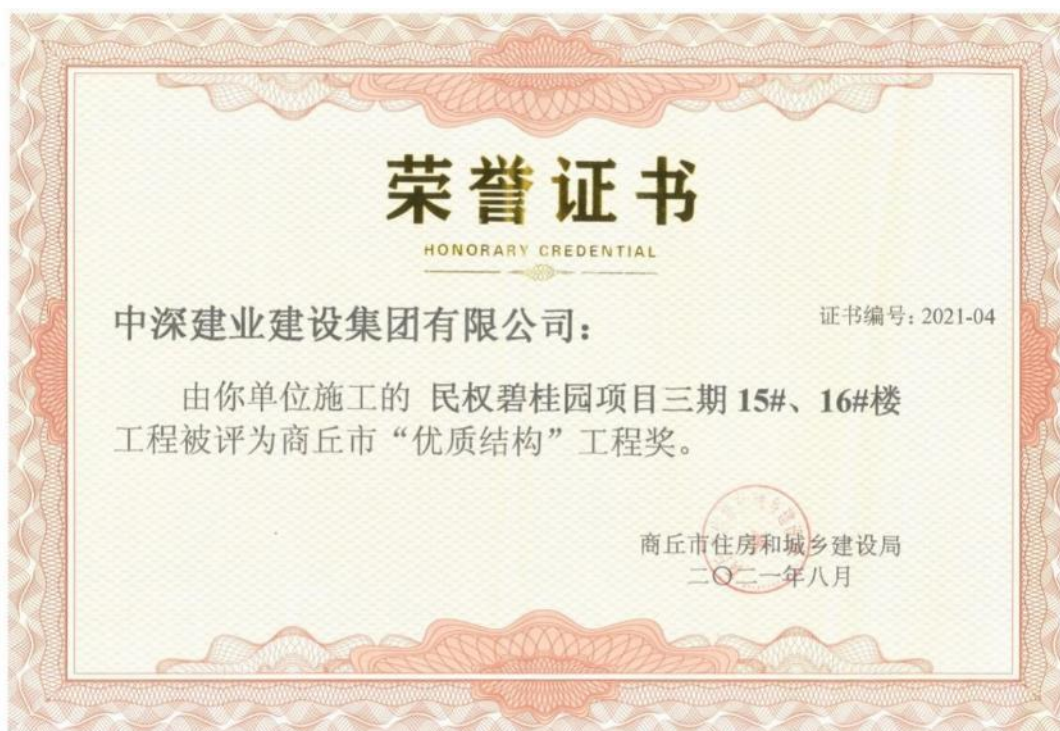 荣誉证书
HONORARY CREDENTIAL
中深建业建设集团有限公司：
证书编号：2021-04
由你单位施工的 民权碧桂园项目三期 15#、16#楼
工程被评为商丘市“优质结构”工程奖。
商丘市住房和城乡建设局
二〇二一年八月